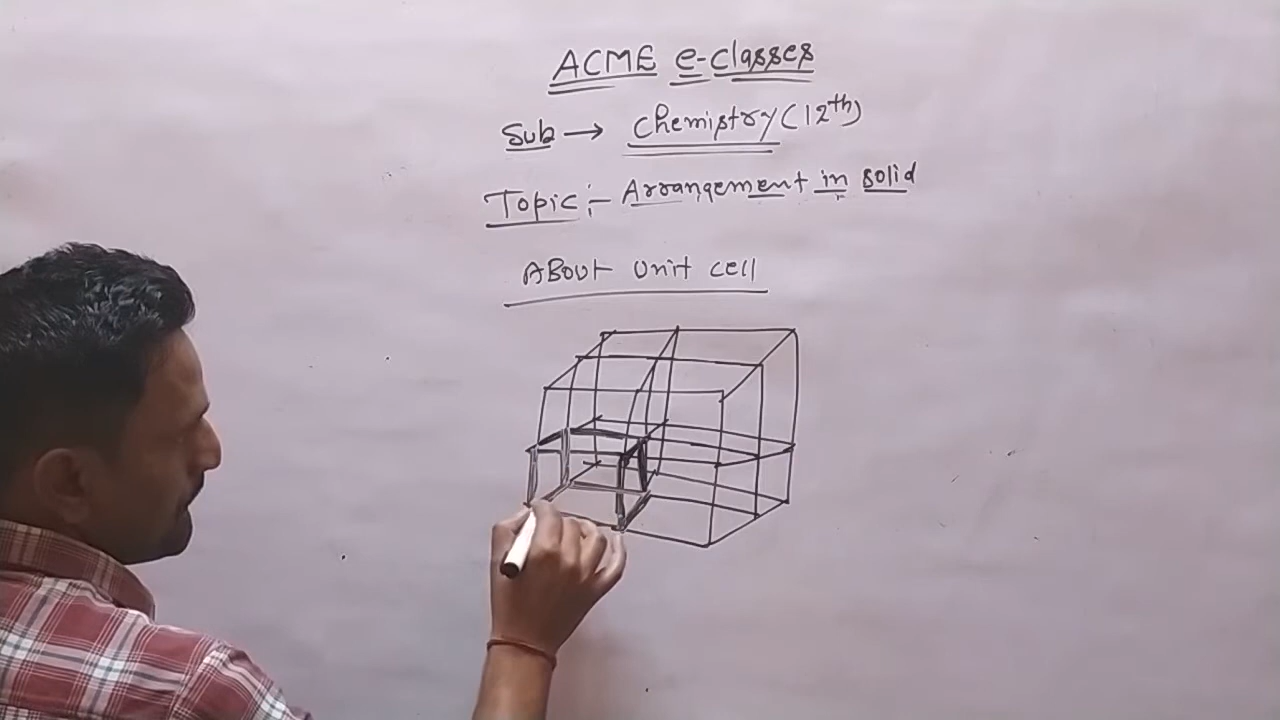 ACME e-classes
Sub → Chemistry (12th)
Topic :- Arrangement in solid
ABout unit cell